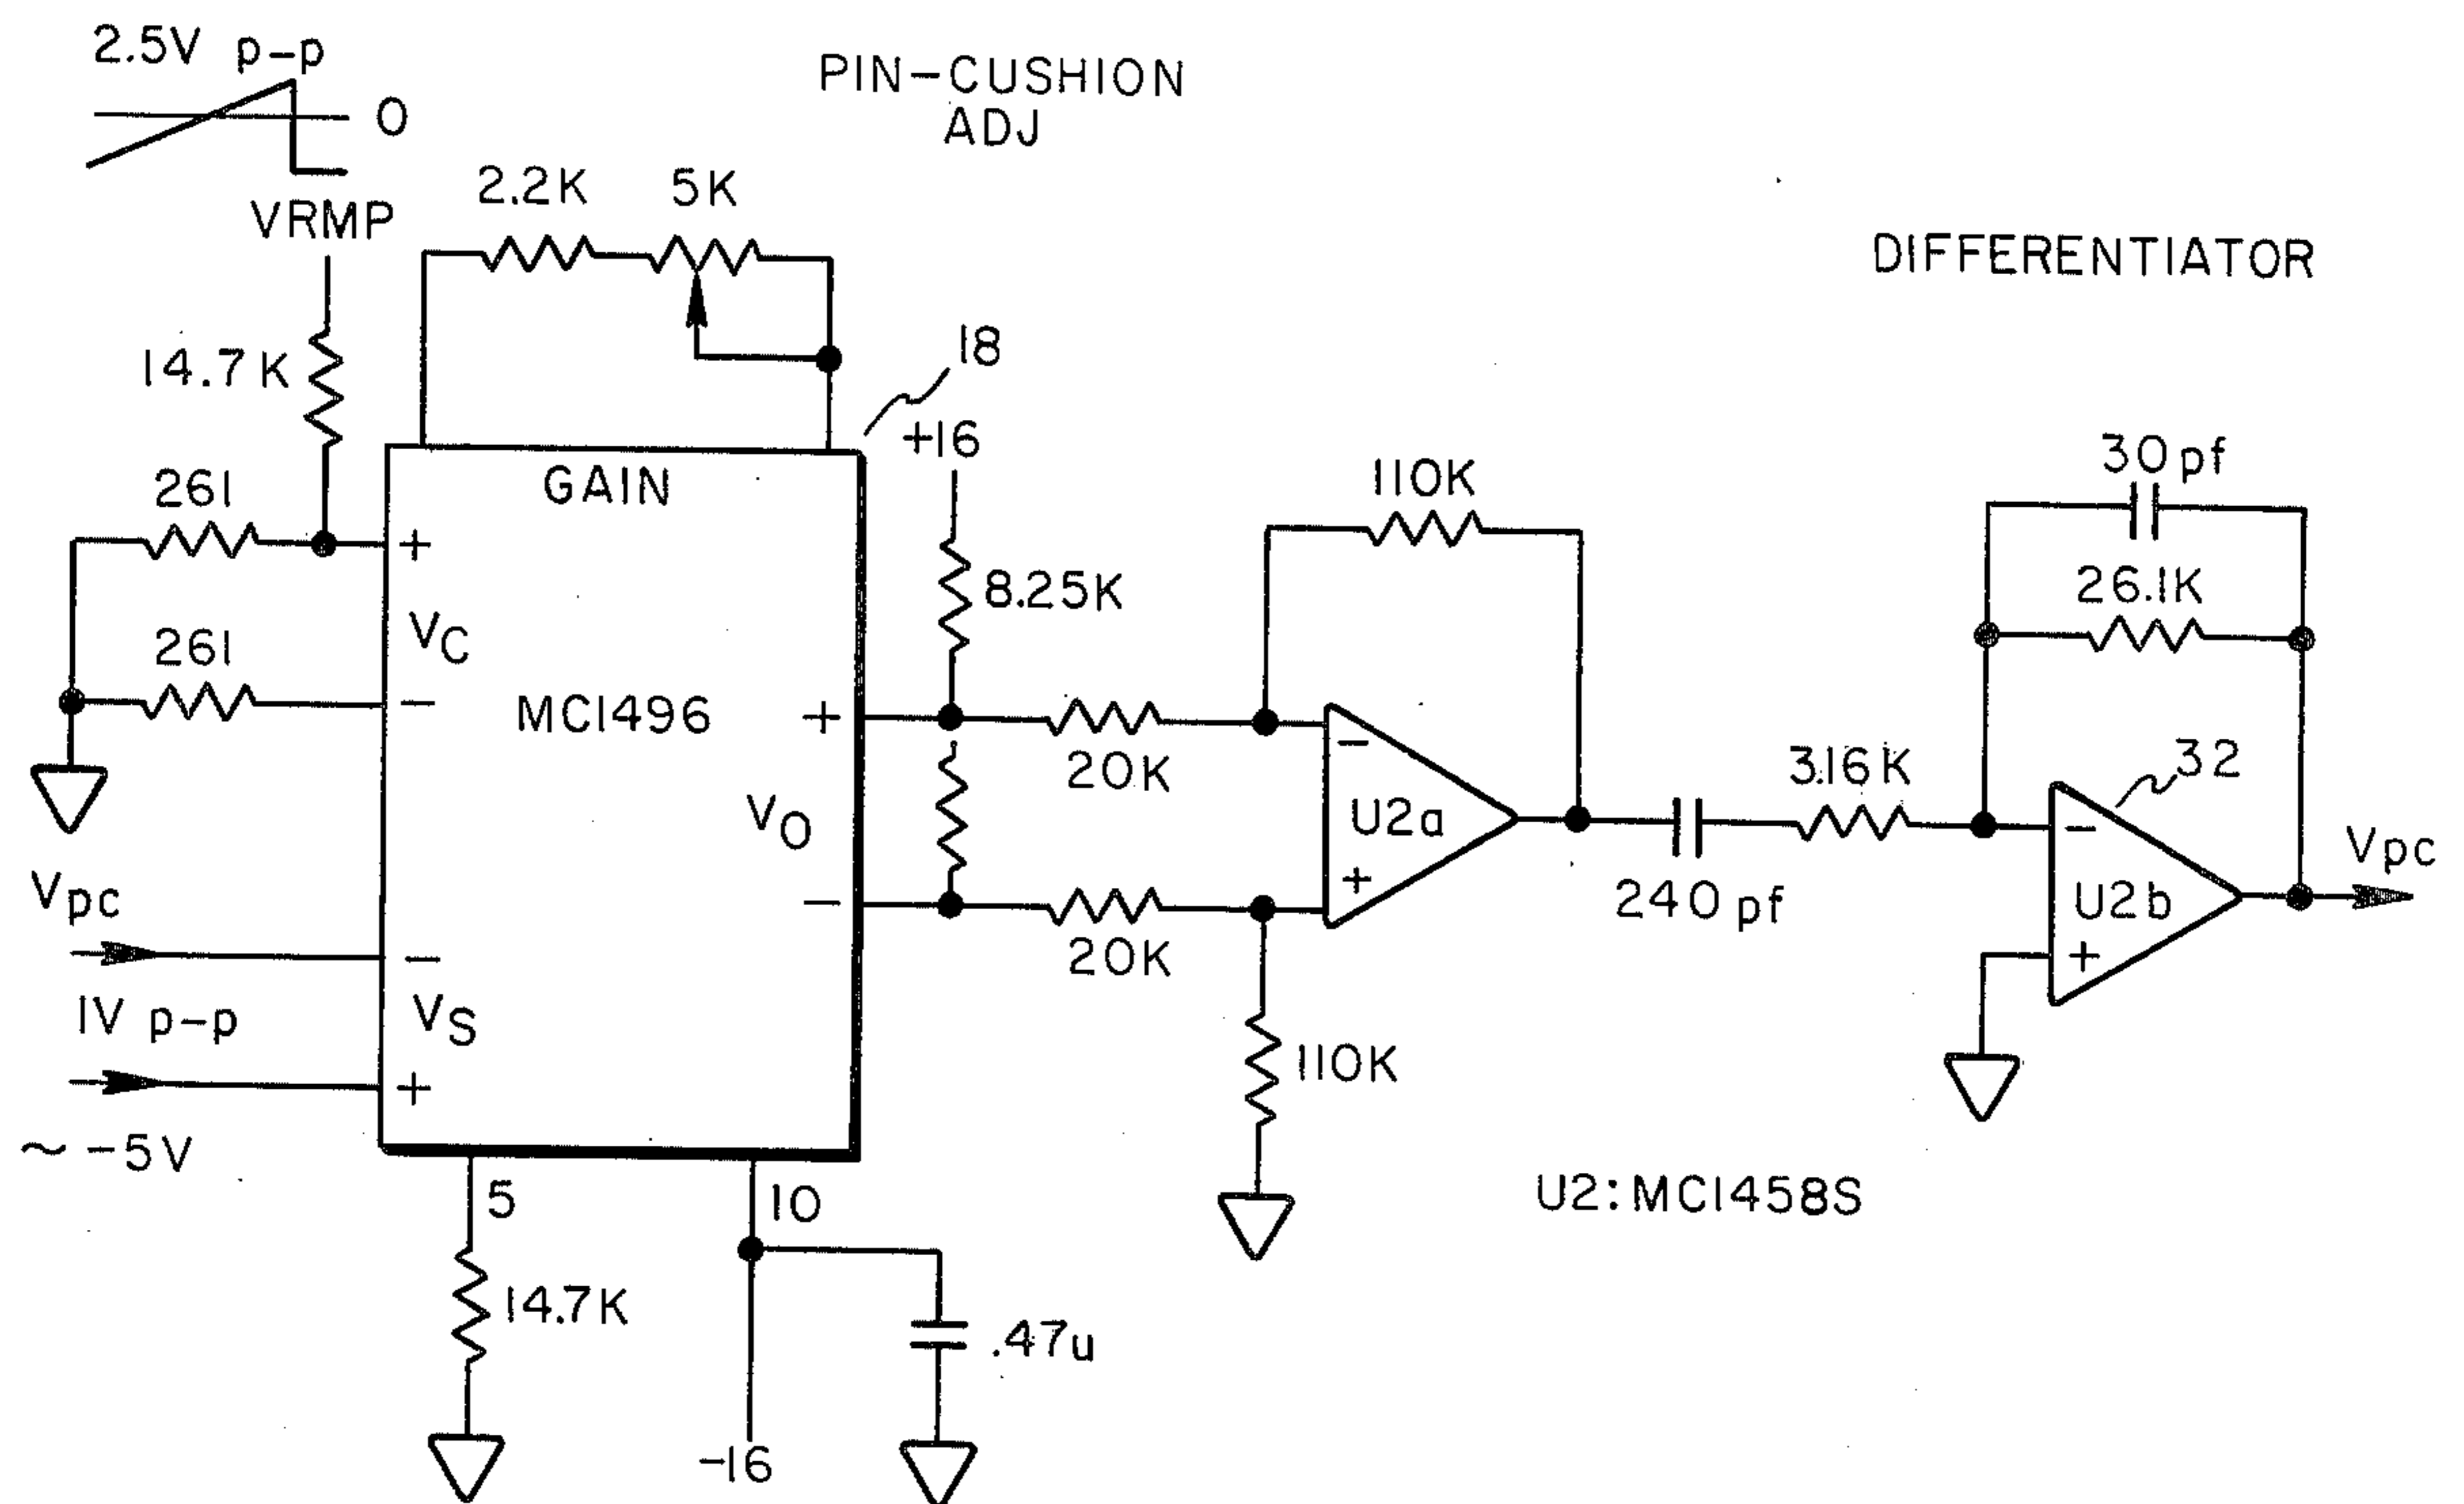 2.5V p-p
0
VRMP
PIN-CUSHION
ADJ
2.2K
5K
DIFFERENTIATOR
14.7K
18
+16
GAIN
261
+
VC
261
-
MC1496
8.25K
110K
30pf
26.1K
+
20K
-
U2a
+
3.16K
240pf
32
-
U2b
+
Vpc
VO
-
20K
110K
Vpc
-
1V p-p
VS
+
~ -5V
5
10
14.7K
.47u
-16
U2: MC1458S